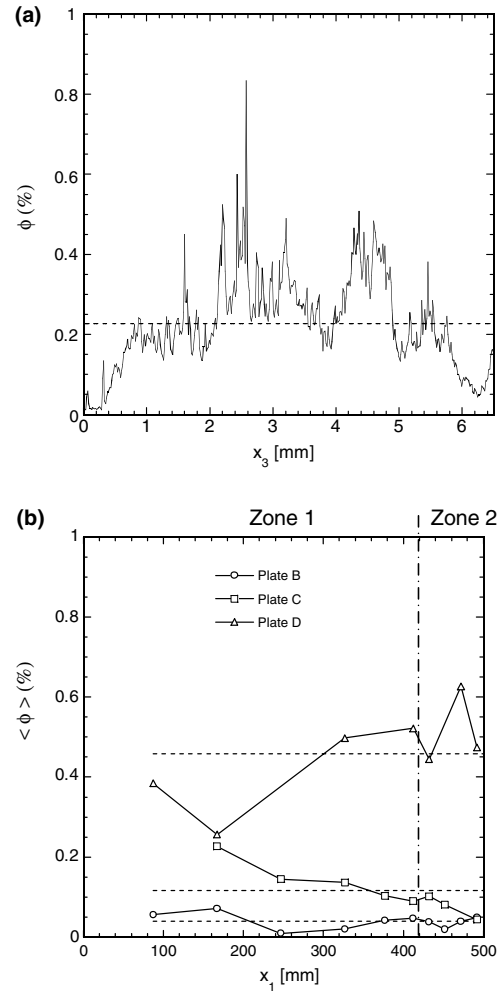 (a)
1
0.8
0.6
0.4
0.2
0
ϕ (%)
0 1 2 3 4 5 6
x₃ [mm]
(b)
Zone 1 Zone 2
1
0.8
0.6
0.4
0.2
0
< ϕ > (%)
Plate B
Plate C
Plate D
0 100 200 300 400 500
x₁ [mm]